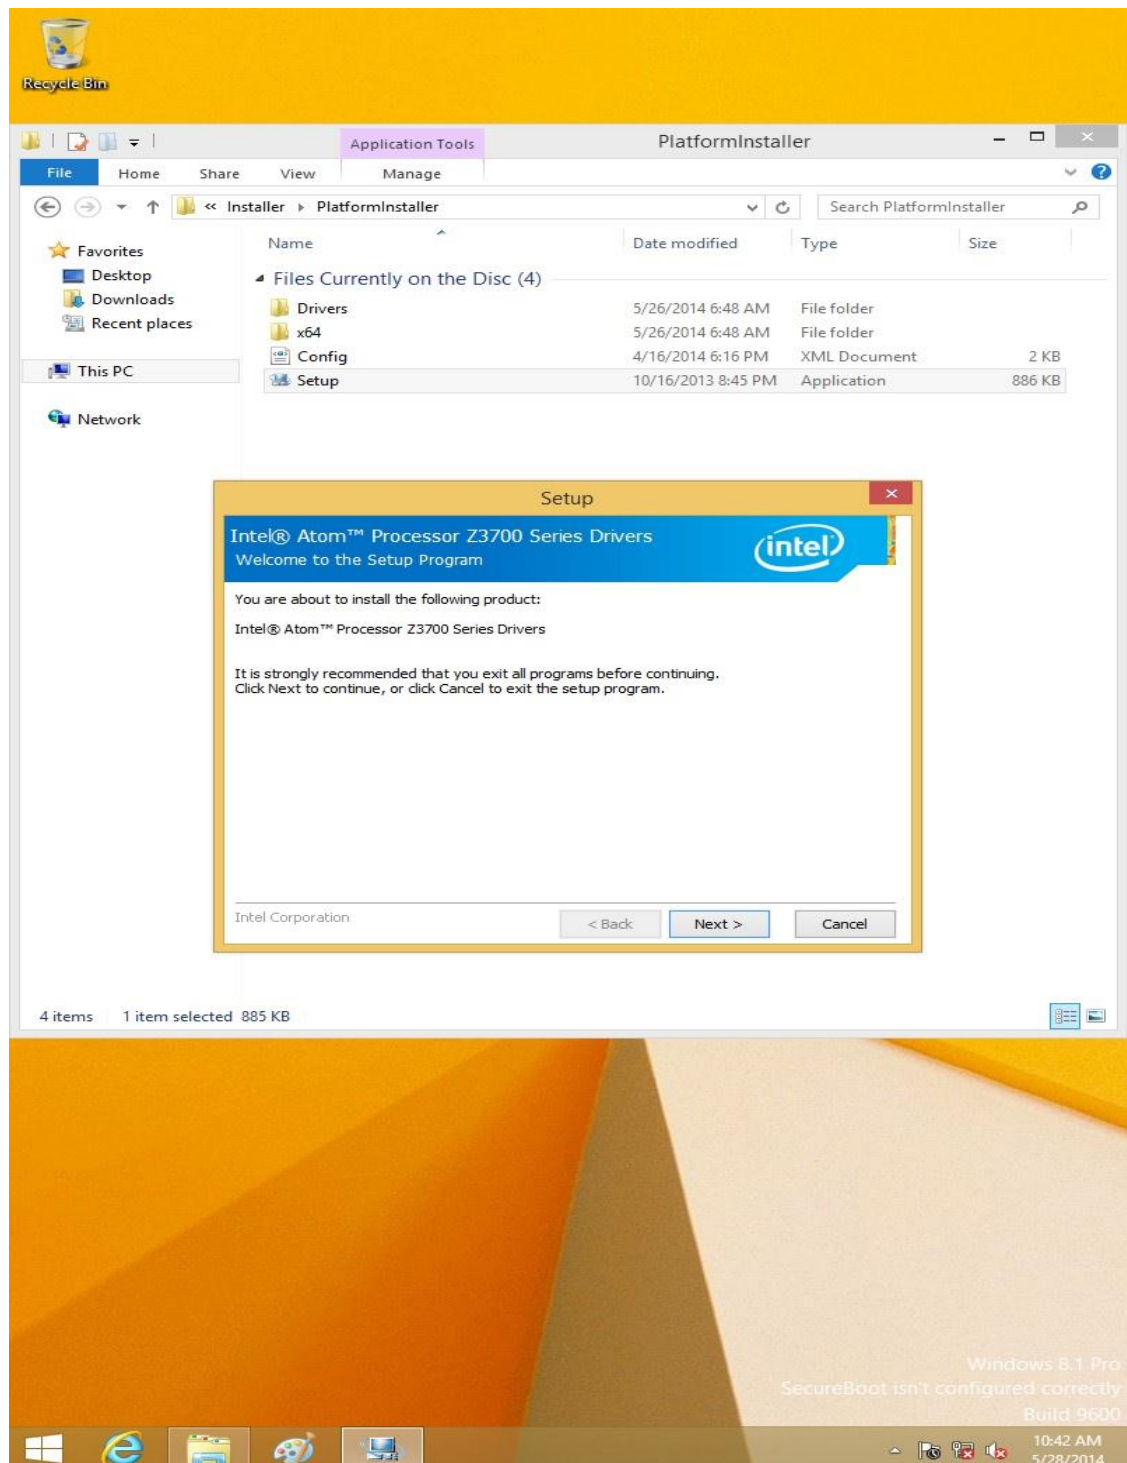 Recycle Bin
Application Tools
PlatformInstaller
File
Home
Share
View
Manage
« Installer
PlatformInstaller
Search PlatformInstaller
Favorites
Desktop
Downloads
Recent places
This PC
Network
Name
Date modified
Type
Size
Files Currently on the Disc (4)
Drivers 5/26/2014 6:48 AM File folder
x64 5/26/2014 6:48 AM File folder
Config 4/16/2014 6:16 PM XML Document 2 KB
Setup 10/16/2013 8:45 PM Application 886 KB
Setup
Intel® Atom™ Processor Z3700 Series Drivers
Welcome to the Setup Program
intel
You are about to install the following product:
Intel® Atom™ Processor Z3700 Series Drivers
It is strongly recommended that you exit all programs before continuing.
Click Next to continue, or click Cancel to exit the setup program.
Intel Corporation
< Back
Next >
Cancel
4 items 1 item selected 885 KB
Windows 8.1 Pro
SecureBoot isn't configured correctly
Build 9600
10:42 AM
5/28/2014